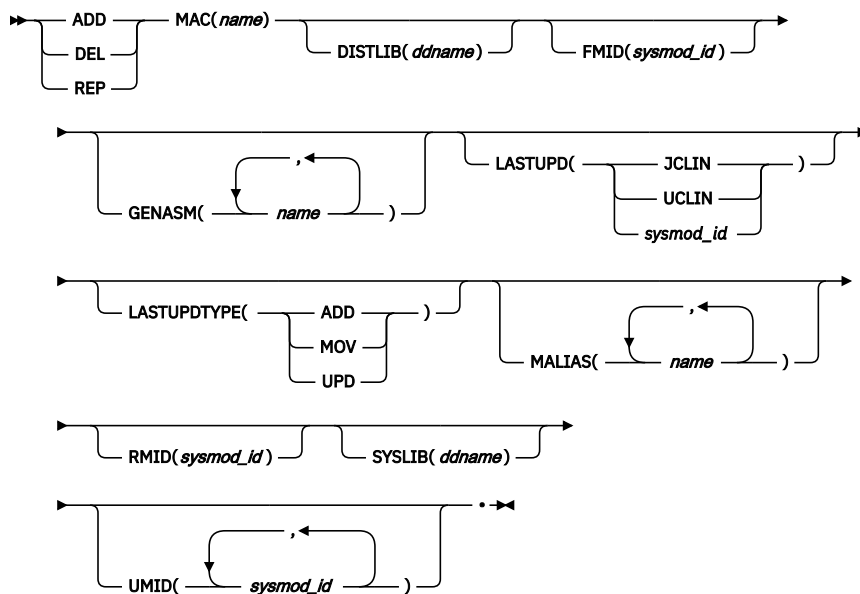 ADD MAC(name)
DEL DISTLIB(ddname) FMID(sysmod_id)
REP
,
LASTUPD( JCLIN )
GENASM( name ) UCLIN
sysmod_id
LASTUPDTYPE( ADD ) ,
MOV MALIAS( name )
UPD
RMID(sysmod_id) SYSLIB(ddname)
.
,
UMID( sysmod_id )